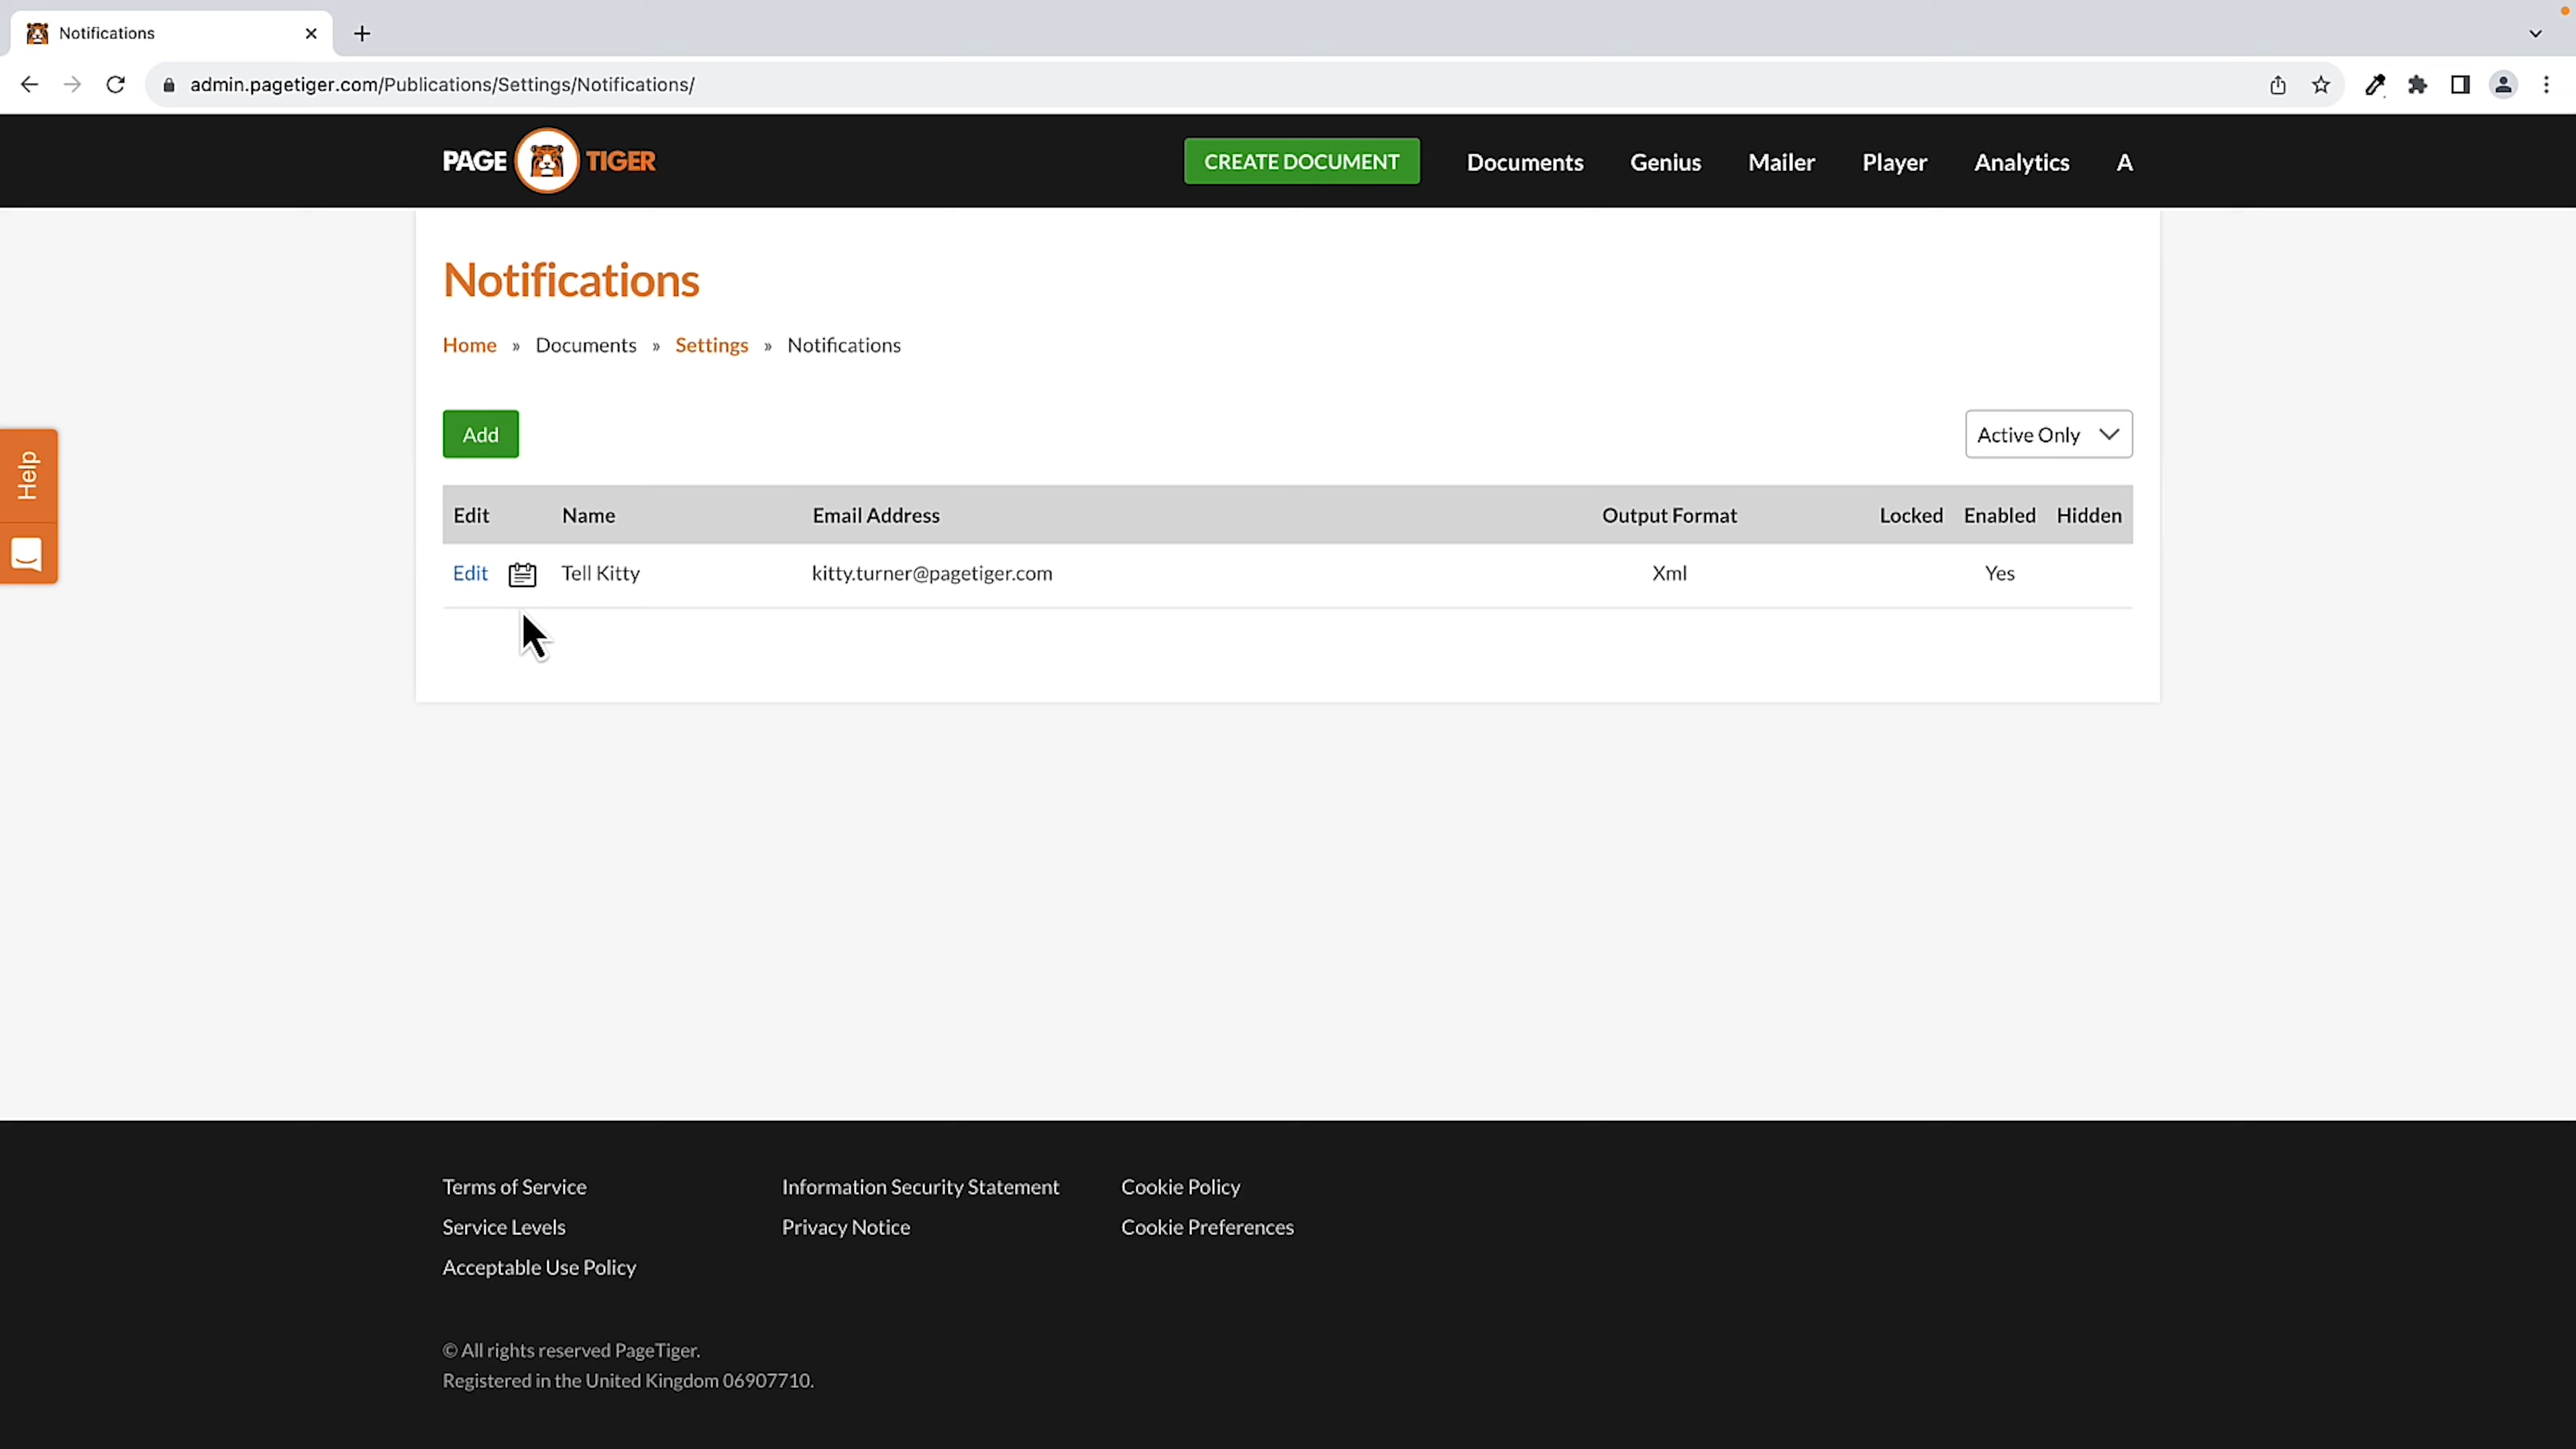 Notifications
admin.pagetiger.com/Publications/Settings/Notifications/
PAGE TIGER CREATE DOCUMENT Documents Genius Mailer Player Analytics A
Notifications
Home » Documents » Settings » Notifications
Add Active Only
Help
Edit Name Email Address Output Format Locked Enabled Hidden
Edit Tell Kitty kitty.turner@pagetiger.com Xml Yes
Terms of Service Information Security Statement Cookie Policy
Service Levels Privacy Notice Cookie Preferences
Acceptable Use Policy
© All rights reserved PageTiger.
Registered in the United Kingdom 06907710.